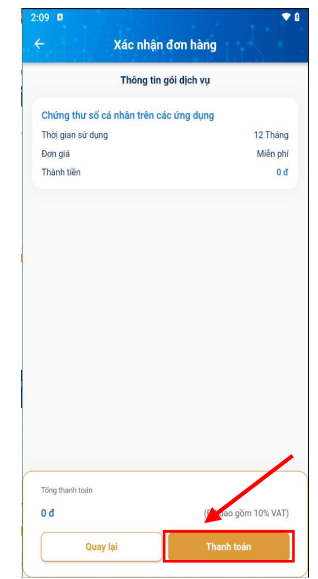 2:09
Xác nhận đơn hàng
Thông tin gói dịch vụ
Chứng thư số cá nhân trên các ứng dụng
Thời gian sử dụng 12 Tháng
Đơn giá Miễn phí
Thành tiền 0 đ
Tổng thanh toán
0 đ gồm 10% VAT)
Quay lại Thanh toán